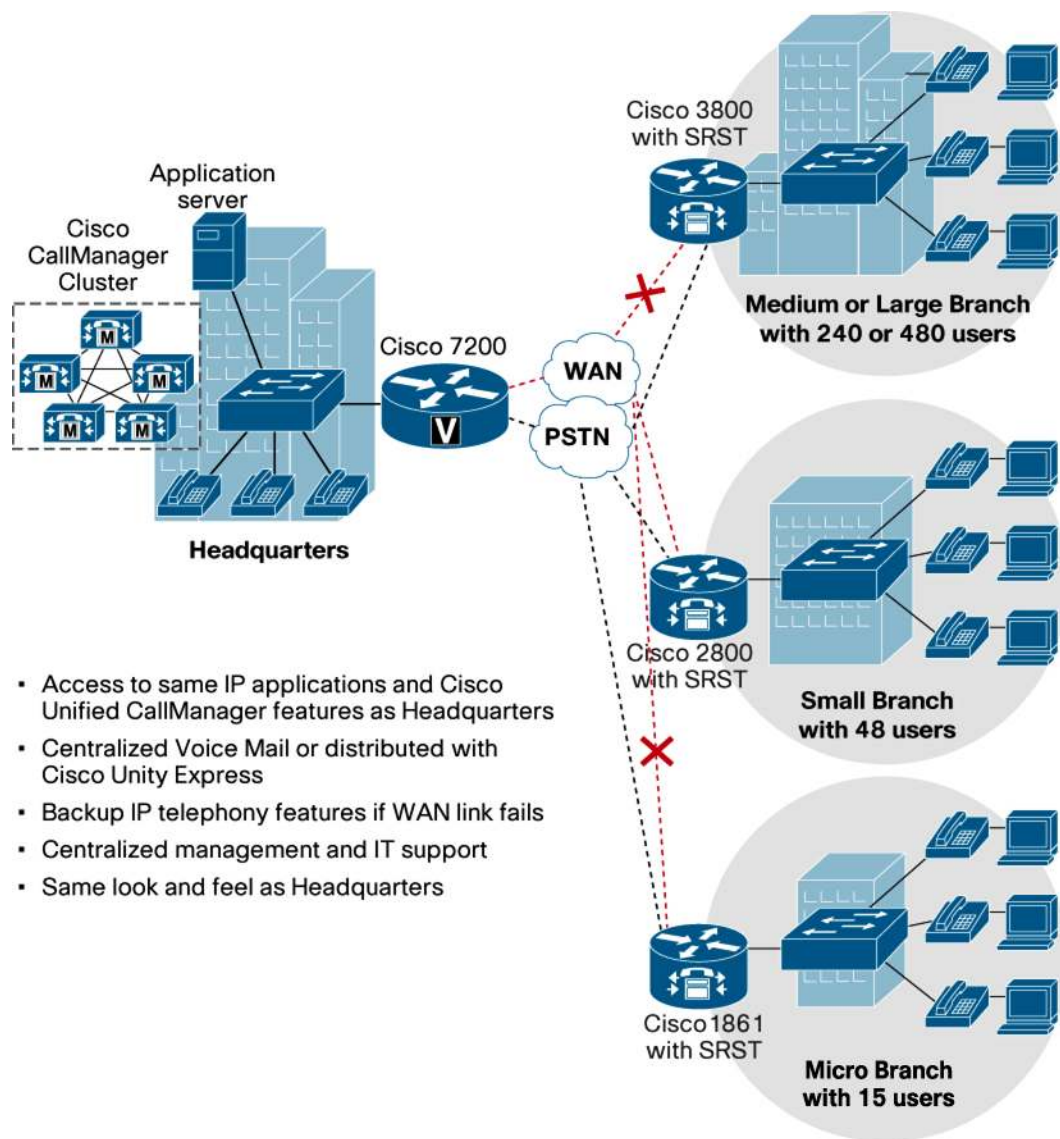 Application
server
Cisco
CallManager
Cluster
M
M
M
M
M
Headquarters
Cisco 7200
V
WAN
PSTN
Cisco 3800
with SRST
Medium or Large Branch
with 240 or 480 users
Cisco 2800
with SRST
Small Branch
with 48 users
Cisco 1861
with SRST
Micro Branch
with 15 users
▪ Access to same IP applications and Cisco
Unified CallManager features as Headquarters
▪ Centralized Voice Mail or distributed with
Cisco Unity Express
▪ Backup IP telephony features if WAN link fails
▪ Centralized management and IT support
▪ Same look and feel as Headquarters